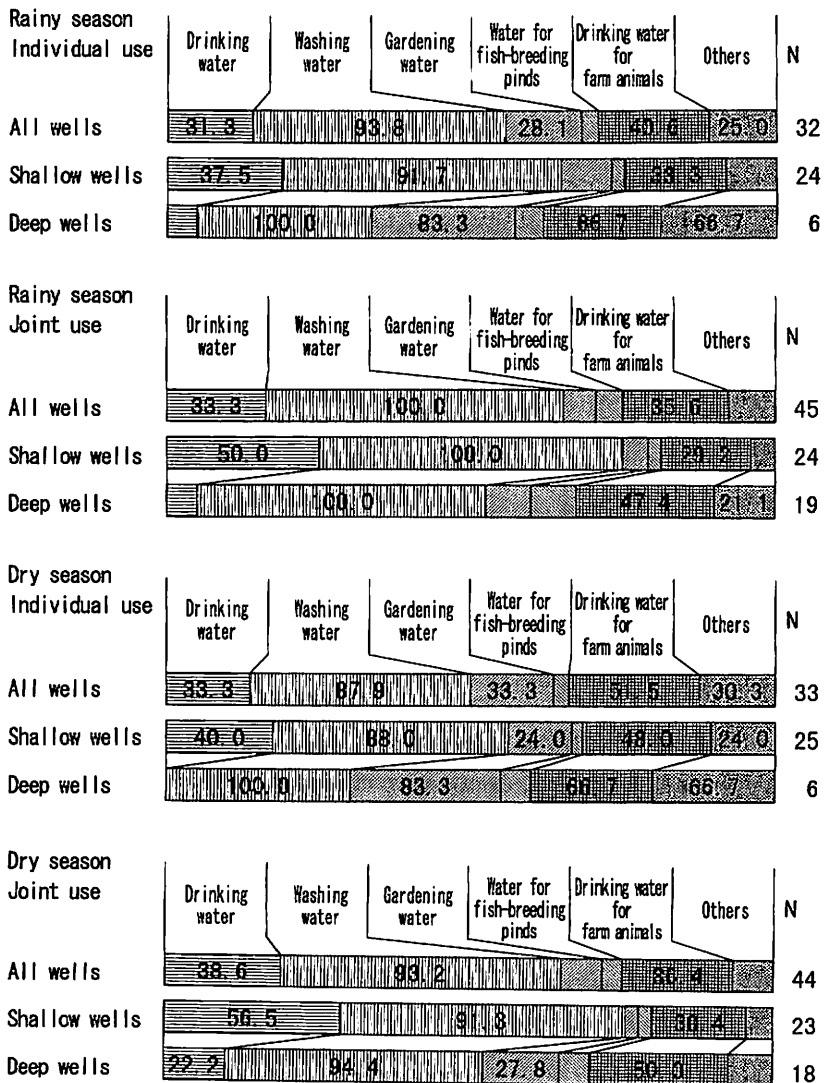 Rainy season
Individual use
Drinking water
Washing water
Gardening water
Water for fish-breeding pinds
Drinking water for farm animals
Others
N
All wells 31.3 93.8 28.1 40.6 25.0 32
Shallow wells 37.5 91.7 33.3 24
Deep wells 100.0 83.3 66.7 66.7 6
Rainy season
Joint use
Drinking water
Washing water
Gardening water
Water for fish-breeding pinds
Drinking water for farm animals
Others
N
All wells 33.3 100.0 35.6 45
Shallow wells 50.0 100.0 29.2 24
Deep wells 100.0 47.4 21.1 19
Dry season
Individual use
Drinking water
Washing water
Gardening water
Water for fish-breeding pinds
Drinking water for farm animals
Others
N
All wells 33.3 87.9 33.3 51.5 30.3 33
Shallow wells 40.0 88.0 24.0 48.0 24.0 25
Deep wells 100.0 83.3 66.7 66.7 6
Dry season
Joint use
Drinking water
Washing water
Gardening water
Water for fish-breeding pinds
Drinking water for farm animals
Others
N
All wells 38.6 93.2 36.4 44
Shallow wells 56.5 91.3 30.4 23
Deep wells 22.2 94.4 27.8 50.0 18